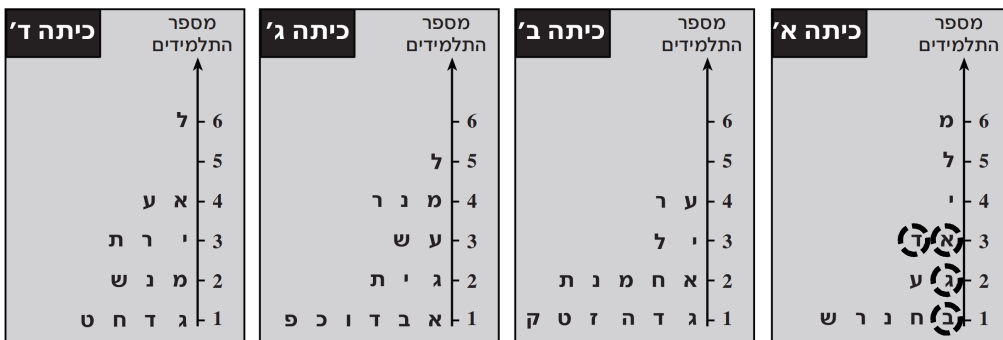 כיתה א'
מספר
התלמידים
6 מ
5 ל
4 י
3 א ד
2 ג ע
1 ב ח נ ר ש
כיתה ב'
מספר
התלמידים
6
5
4 ע ר
3 י ל
2 א ח מ נ ת
1 ג ד ה ז ט ק
כיתה ג'
מספר
התלמידים
6
5 ל
4 מ נ ר
3 ע ש
2 ג י ת
1 א ב ד ו כ פ
כיתה ד'
מספר
התלמידים
6 ל
5
4 א ע
3 י ר ת
2 מ נ ש
1 ג ד ח ט